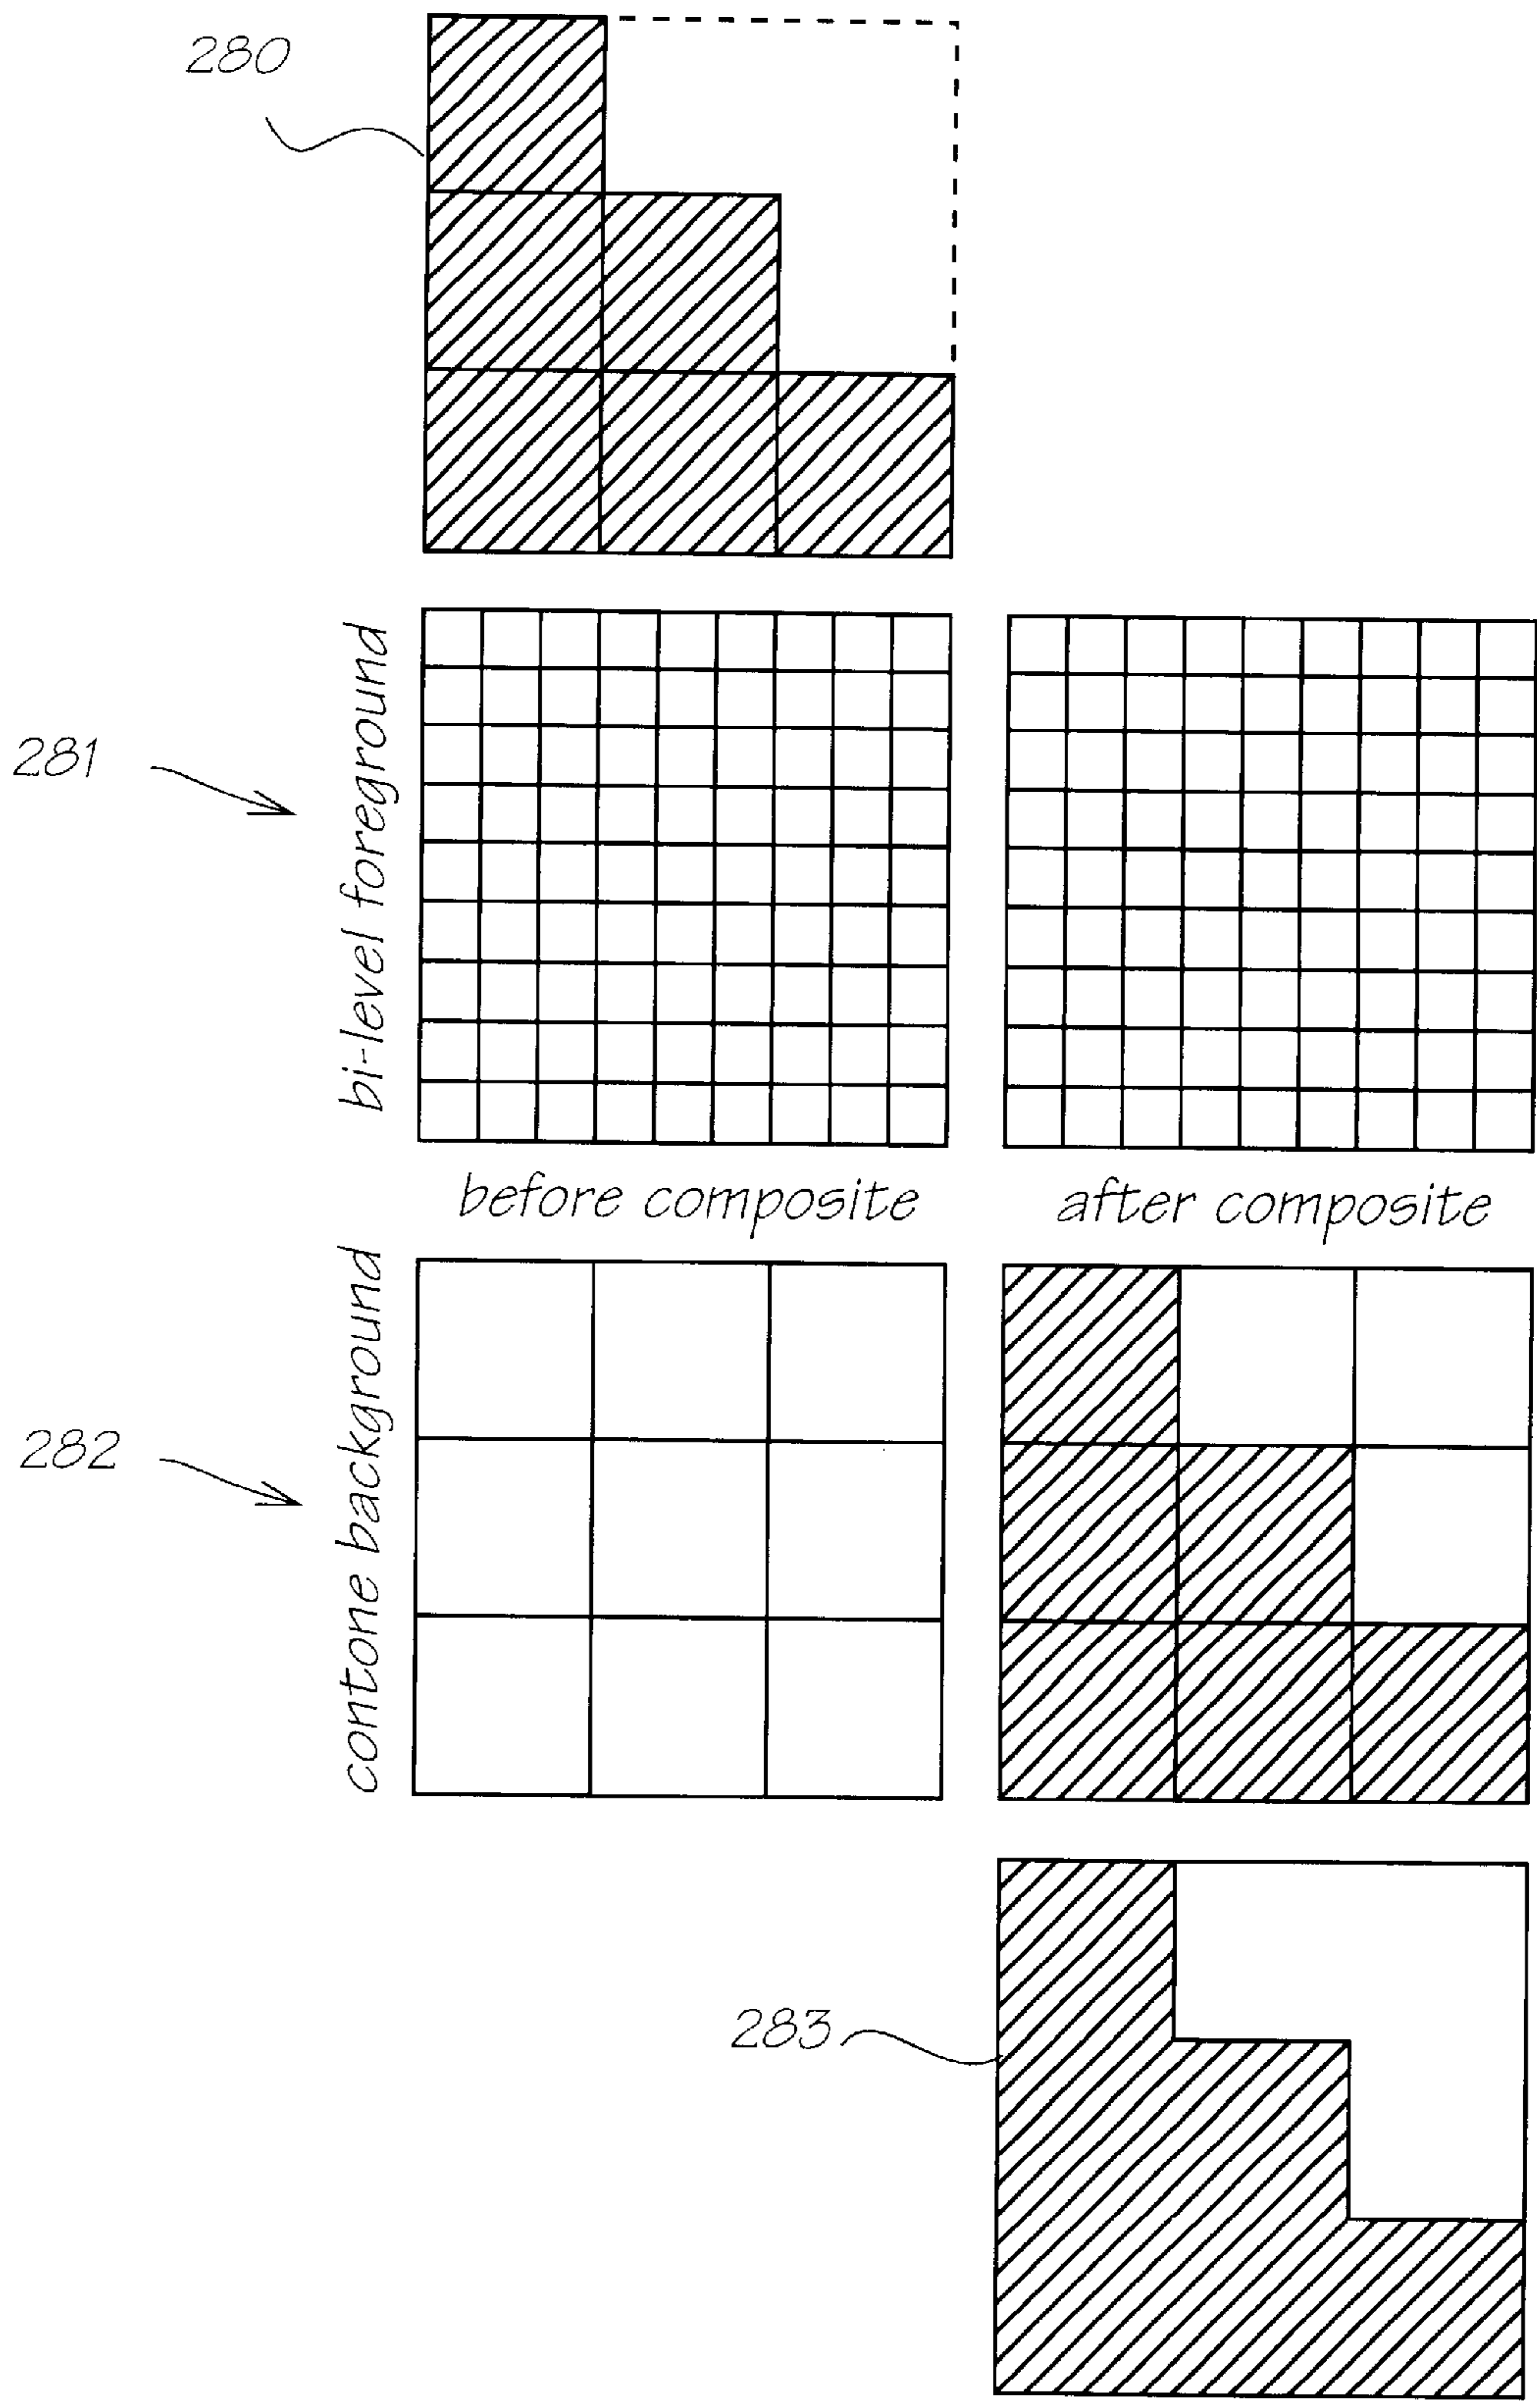 280
281
bi-level foreground
before composite
after composite
282
contone background
283